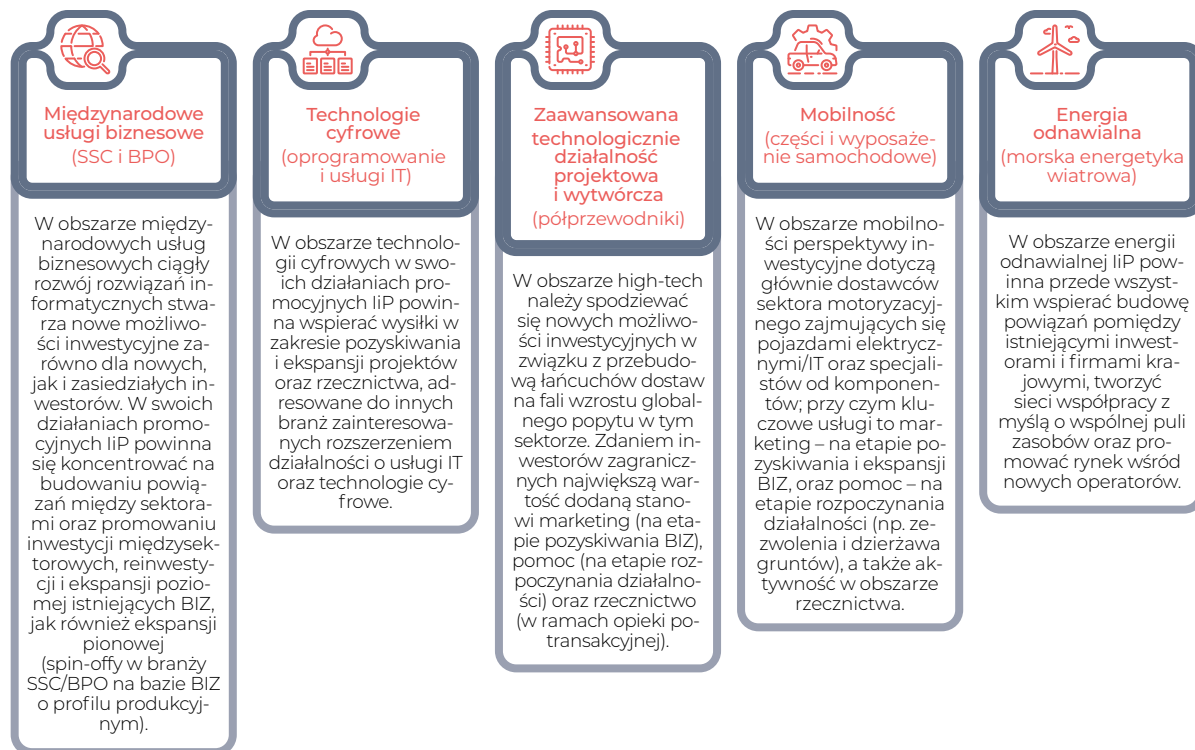 Międzynarodowe
usługi biznesowe
(SSC i BPO)
W obszarze między-
narodowych usług
biznesowych ciągły
rozwój rozwiązań in-
formatycznych stwa-
rza nowe możliwo-
ści inwestycyjne za-
równo dla nowych,
jak i zasiedziałych in-
westorów. W swoich
działaniach promo-
cyjnych IiP powinna
się koncentrować na
budowaniu powią-
zań między sektora-
mi oraz promowaniu
inwestycji międzysek-
torowych, reinwesty-
cji i ekspansji pozio-
mej istniejących BIZ,
jak również ekspansji
pionowej
(spin-offy w branży
SSC/BPO na bazie BIZ
o profilu produkcyj-
nym).
Technologie
cyfrowe
(oprogramowanie
i usługi IT)
W obszarze technolo-
gii cyfrowych w swo-
ich działaniach pro-
mocyjnych IiP powin-
na wspierać wysiłki w
zakresie pozyskiwania
i ekspansji projektów
oraz rzecznictwa, ad-
resowane do innych
branż zainteresowa-
nych rozszerzeniem
działalności o usługi IT
oraz technologie cy-
frowe.
Zaawansowana
technologicznie
działalność
projektowa
i wytwórcza
(półprzewodniki)
W obszarze high-tech
należy spodziewać
się nowych możliwo-
ści inwestycyjnych w
związku z przebudo-
wą łańcuchów dostaw
na fali wzrostu global-
nego popytu w tym
sektorze. Zdaniem in-
westorów zagranicz-
nych największą war-
tość dodaną stano-
wi marketing (na eta-
pie pozyskiwania BIZ),
pomoc (na etapie roz-
poczynania działalno-
ści) oraz rzecznictwo
(w ramach opieki po-
transakcyjnej).
Mobilność
(części i wyposaże-
nie samochodowe)
W obszarze mobilno-
ści perspektywy in-
westycyjne dotyczą
głównie dostawców
sektora motoryzacyj-
nego zajmujących się
pojazdami elektrycz-
nymi/IT oraz specjali-
stów od komponen-
tów; przy czym klu-
czowe usługi to mar-
keting – na etapie po-
zyskiwania i ekspansji
BIZ, oraz pomoc – na
etapie rozpoczynania
działalności (np. ze-
zwolenia i dzierżawa
gruntów), a także ak-
tywność w obszarze
rzecznictwa.
Energia
odnawialna
(morska energetyka
wiatrowa)
W obszarze energii
odnawialnej IiP pow-
inna przede wszyst-
kim wspierać budowę
powiązań pomiędzy
istniejącymi inwest-
orami i firmami kra-
jowymi, tworzyć
sieci współpracy z
myślą o wspólnej puli
zasobów oraz pro-
mować rynek wśród
nowych operatorów.